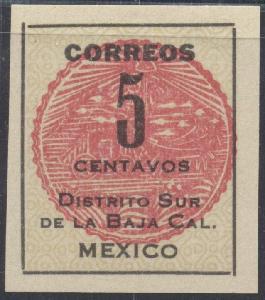 CORREOS
5
CENTAVOS
DISTRITO SUR
DE LA BAJA CAL.
MEXICO